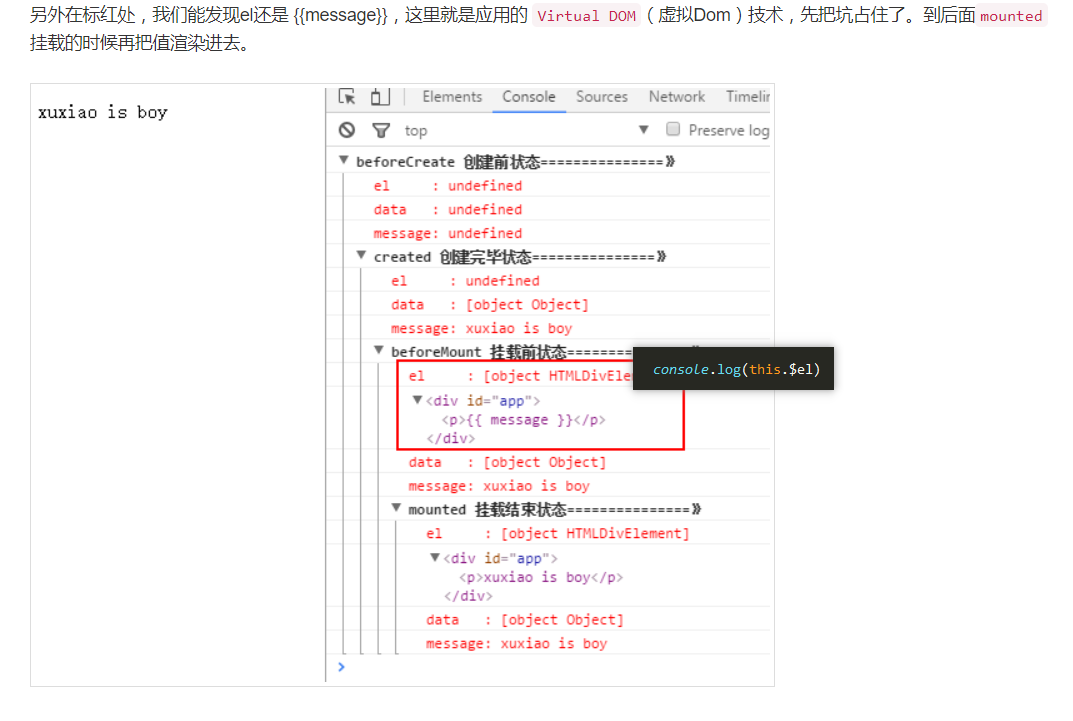 另外在标红处，我们能发现el还是 {{message}}，这里就是应用的 Virtual DOM（虚拟Dom）技术，先把坑占住了。到后面 mounted
挂载的时候再把值渲染进去。
xuxiao is boy
Elements Console Sources Network Timelin
top Preserve log
beforeCreate 创建前状态===============》
el : undefined
data : undefined
message: undefined
created 创建完毕状态===============》
el : undefined
data : [object Object]
message: xuxiao is boy
beforeMount 挂载前状态========
console.log(this.$el)
el : [object HTMLDivEle
<div id="app">
<p>{{ message }}</p>
</div>
data : [object Object]
message: xuxiao is boy
mounted 挂载结束状态===============》
el : [object HTMLDivElement]
<div id="app">
<p>xuxiao is boy</p>
</div>
data : [object Object]
message: xuxiao is boy